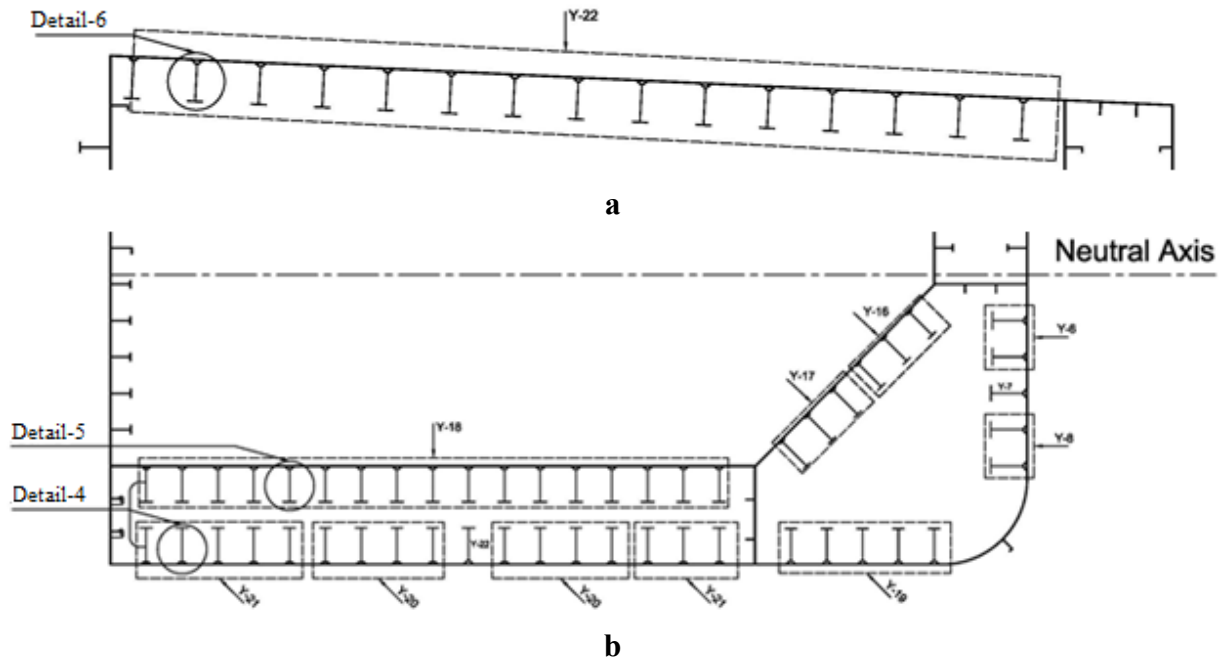 Detail-6
Y-22
a
Neutral Axis
Y-16
Y-6
Y-17
Y-7
Detail-5
Y-18
Y-8
Detail-4
Y-22
Y-21
Y-20
Y-20
Y-21
Y-19
b